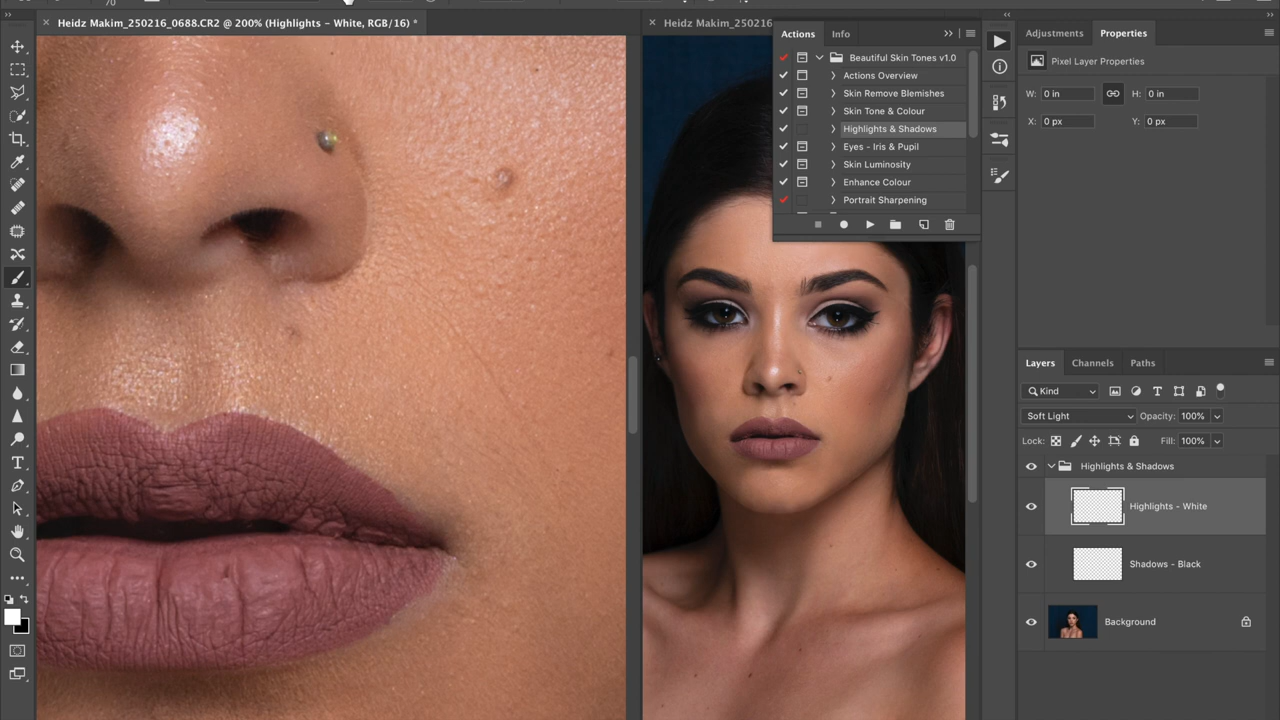 70
Heidz Makim_250216_0688.CR2 @ 200% (Highlights - White, RGB/16) *
Heidz Makim_250216
Actions
Info
Beautiful Skin Tones v1.0
Actions Overview
Skin Remove Blemishes
Skin Tone & Colour
Highlights & Shadows
Eyes - Iris & Pupil
Skin Luminosity
Enhance Colour
Portrait Sharpening
Adjustments
Properties
Pixel Layer Properties
W: 0 in
H: 0 in
X: 0 px
Y: 0 px
Layers
Channels
Paths
Kind
Soft Light
Opacity: 100%
Lock:
Fill: 100%
Highlights & Shadows
Highlights - White
Shadows - Black
Background